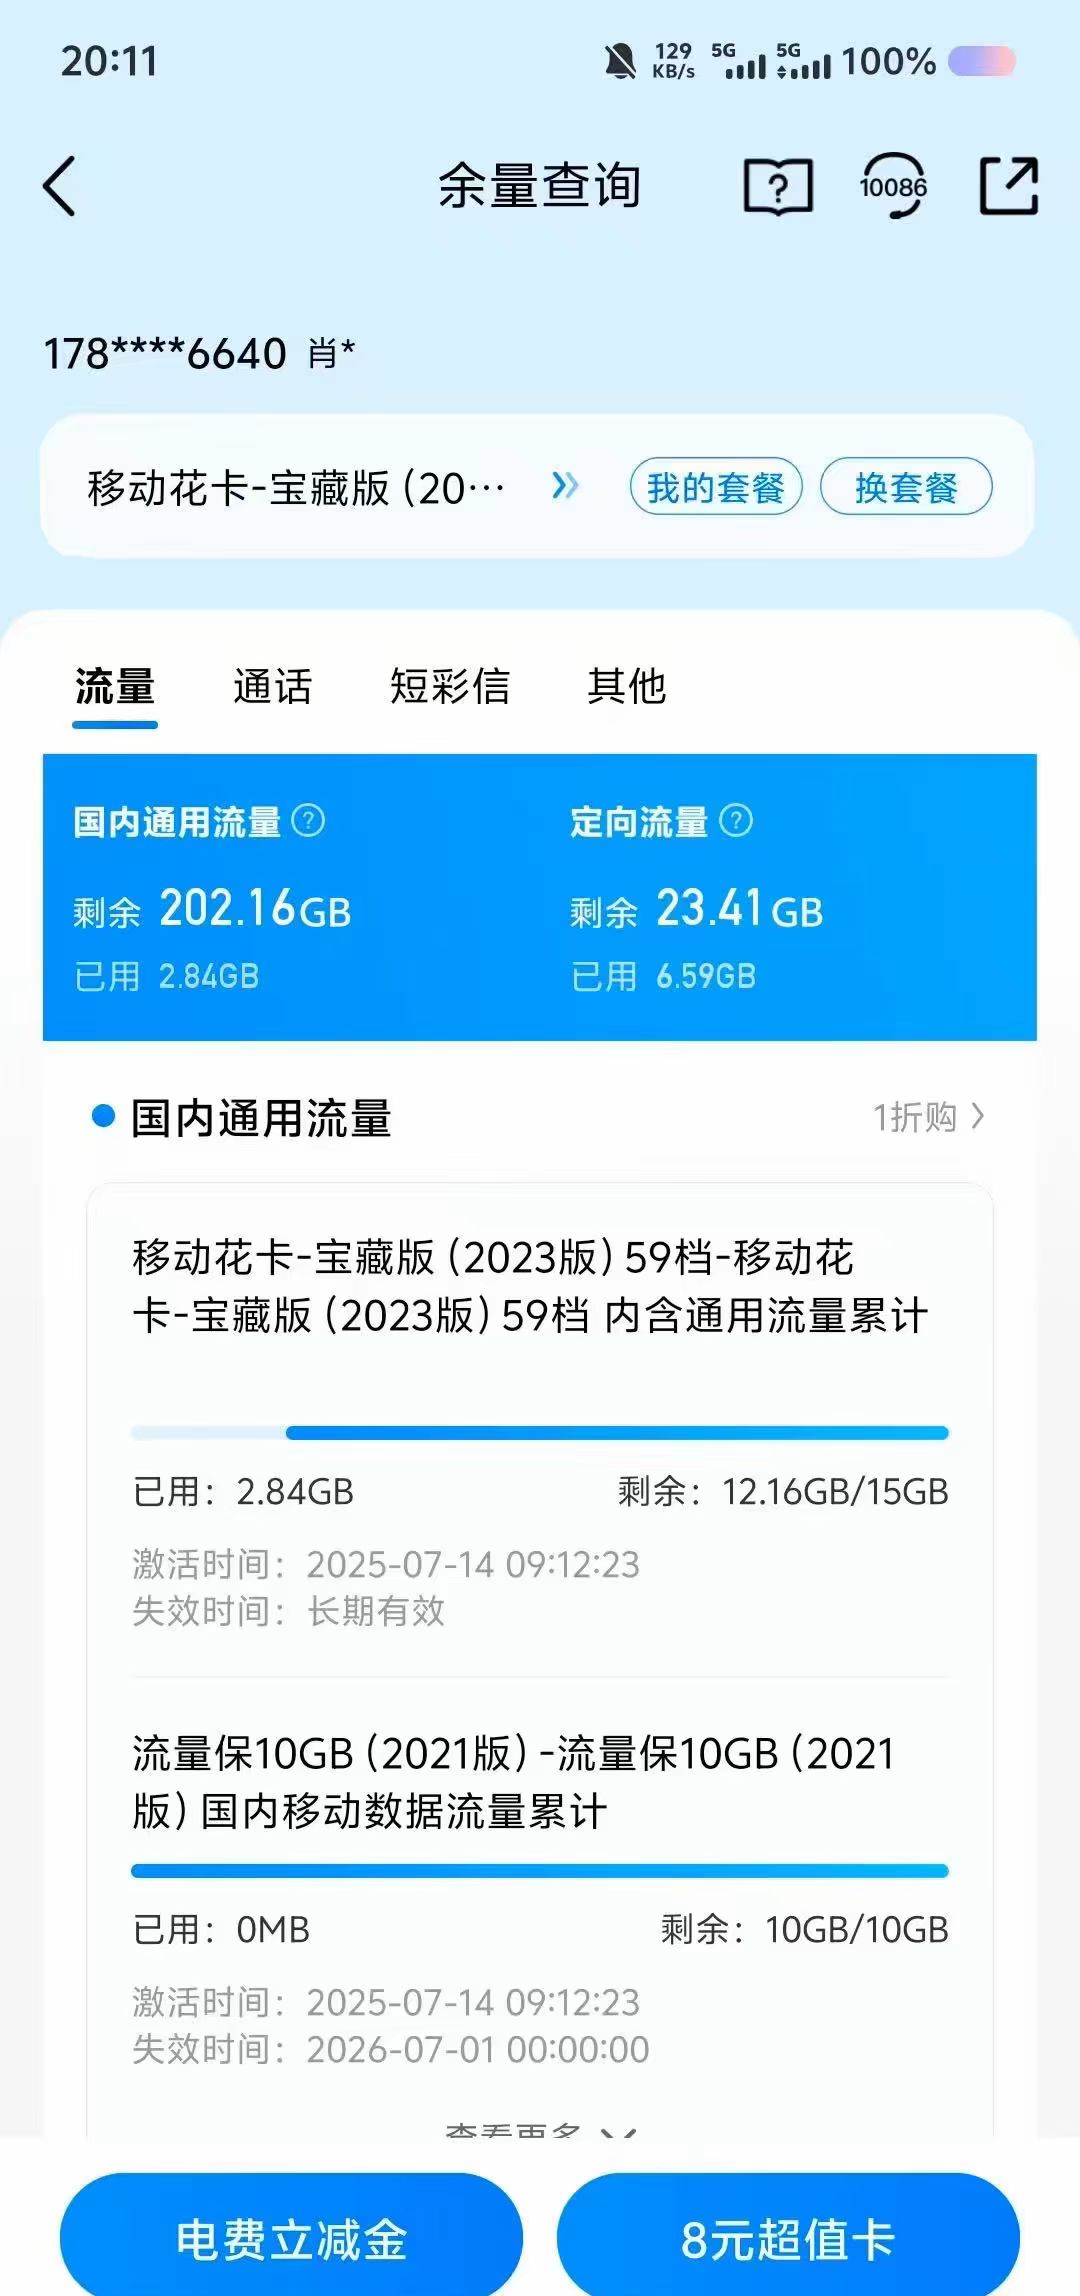 20:11
129 KB/s 5G 5G 100%
余量查询
?
10086
178****6640 肖*
移动花卡-宝藏版(20… 》 我的套餐 换套餐
流量 通话 短彩信 其他
国内通用流量 ? 定向流量 ?
剩余 202.16GB 剩余 23.41GB
已用 2.84GB 已用 6.59GB
国内通用流量 1折购 >
移动花卡-宝藏版(2023版)59档-移动花
卡-宝藏版(2023版)59档 内含通用流量累计
已用：2.84GB 剩余：12.16GB/15GB
激活时间：2025-07-14 09:12:23
失效时间：长期有效
流量保10GB(2021版)-流量保10GB(2021
版)国内移动数据流量累计
已用：0MB 剩余：10GB/10GB
激活时间：2025-07-14 09:12:23
失效时间：2026-07-01 00:00:00
查看更多
电费立减金 8元超值卡